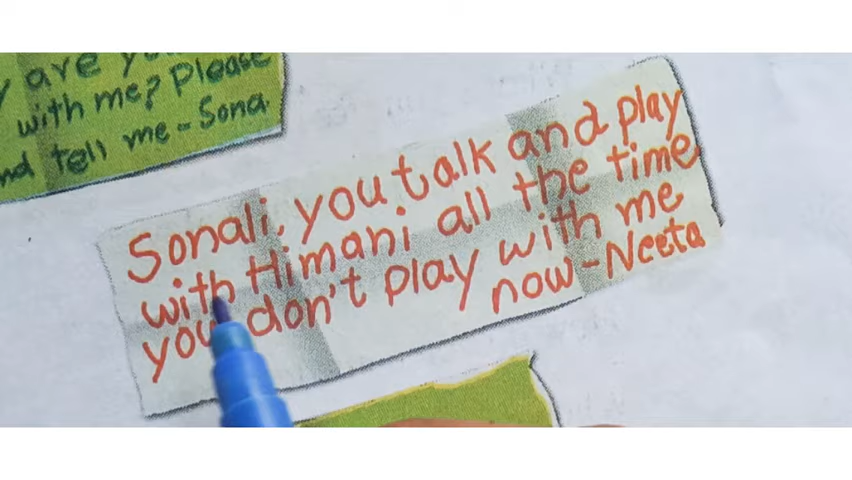 are
with me? Please
tell me - Sona
Sonali, you talk and play
with Himani all the time
you don't play with me
now - Neeta